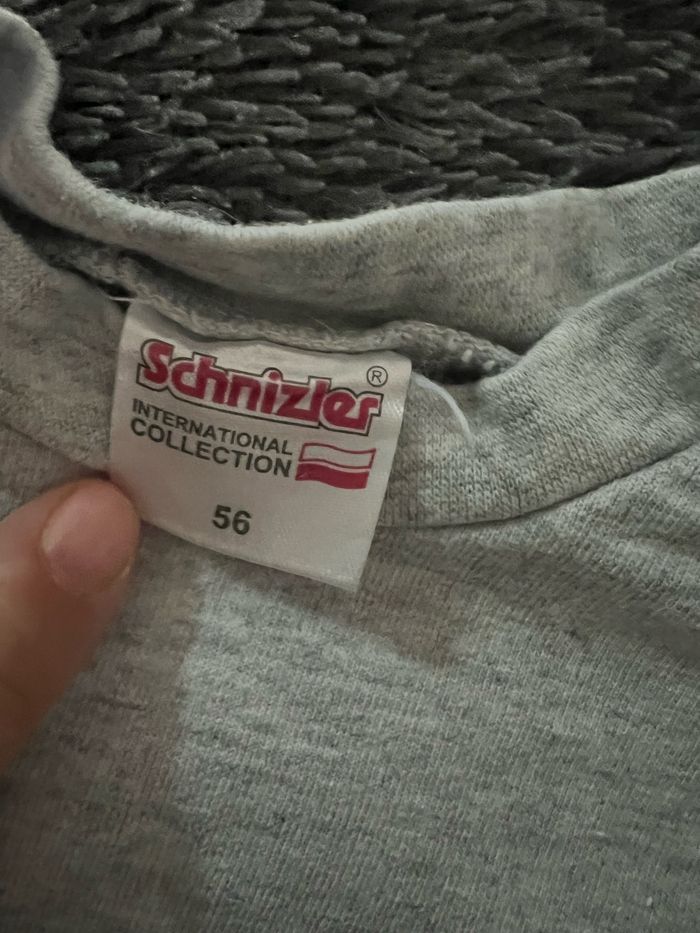 Schnizler®
INTERNATIONAL
COLLECTION
56